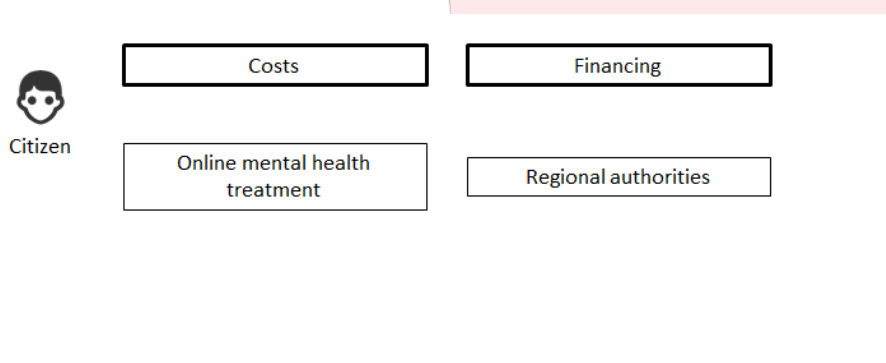 Costs
Financing
Citizen
Online mental health
treatment
Regional authorities